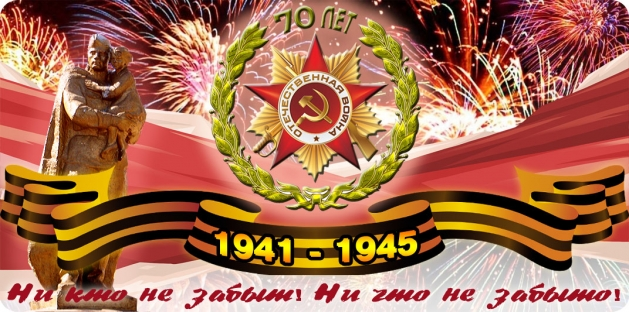 70 ЛЕТ
ОТЕЧЕСТВЕННАЯ ВОЙНА
1941 - 1945
Ни кто не забыт! Ни что не забыто!